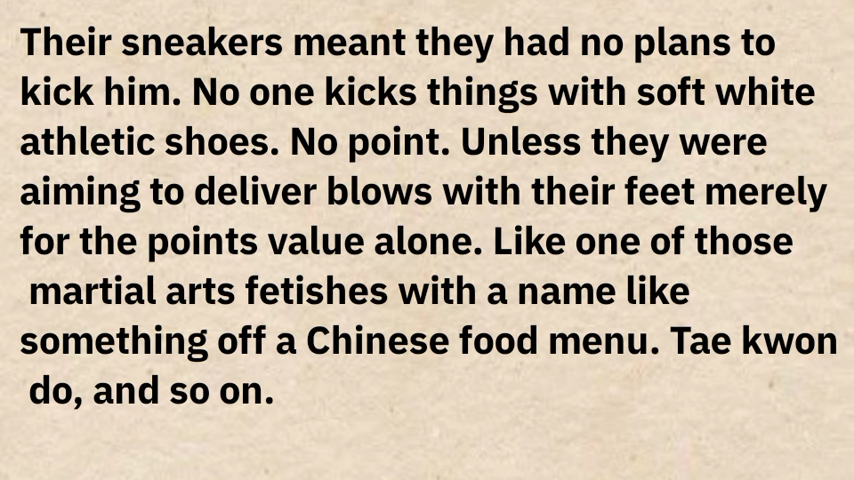 Their sneakers meant they had no plans to
kick him. No one kicks things with soft white
athletic shoes. No point. Unless they were
aiming to deliver blows with their feet merely
for the points value alone. Like one of those
martial arts fetishes with a name like
something off a Chinese food menu. Tae kwon
do, and so on.